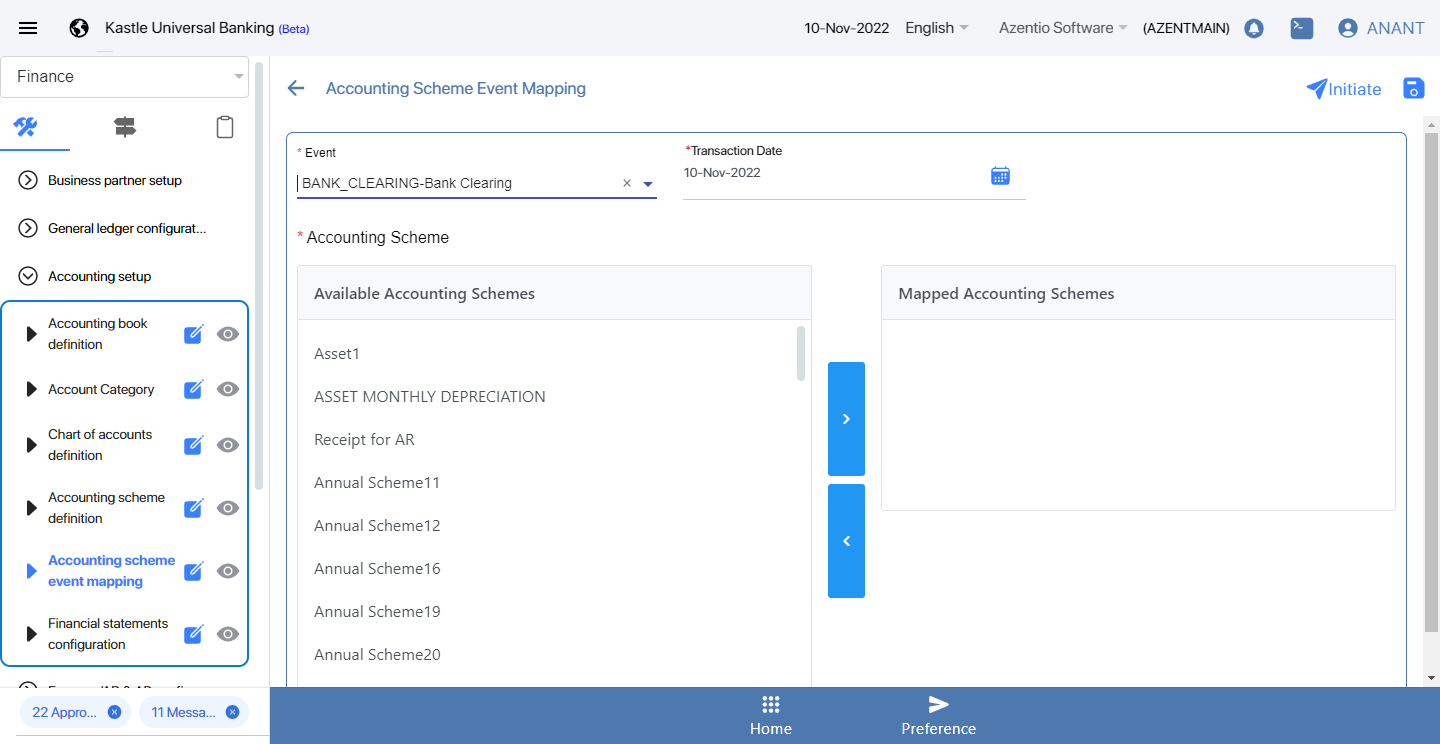 Kastle Universal Banking (Beta)
10-Nov-2022
English
Azentio Software
(AZENTMAIN)
ANANT
Finance
Business partner setup
General ledger configurat...
Accounting setup
Accounting book
definition
Account Category
Chart of accounts
definition
Accounting scheme
definition
Accounting scheme
event mapping
Financial statements
configuration
22 Appro...
11 Messa...
Accounting Scheme Event Mapping
Initiate
* Event
BANK_CLEARING-Bank Clearing
*Transaction Date
10-Nov-2022
* Accounting Scheme
Available Accounting Schemes
Asset1
ASSET MONTHLY DEPRECIATION
Receipt for AR
Annual Scheme11
Annual Scheme12
Annual Scheme16
Annual Scheme19
Annual Scheme20
Mapped Accounting Schemes
Home
Preference